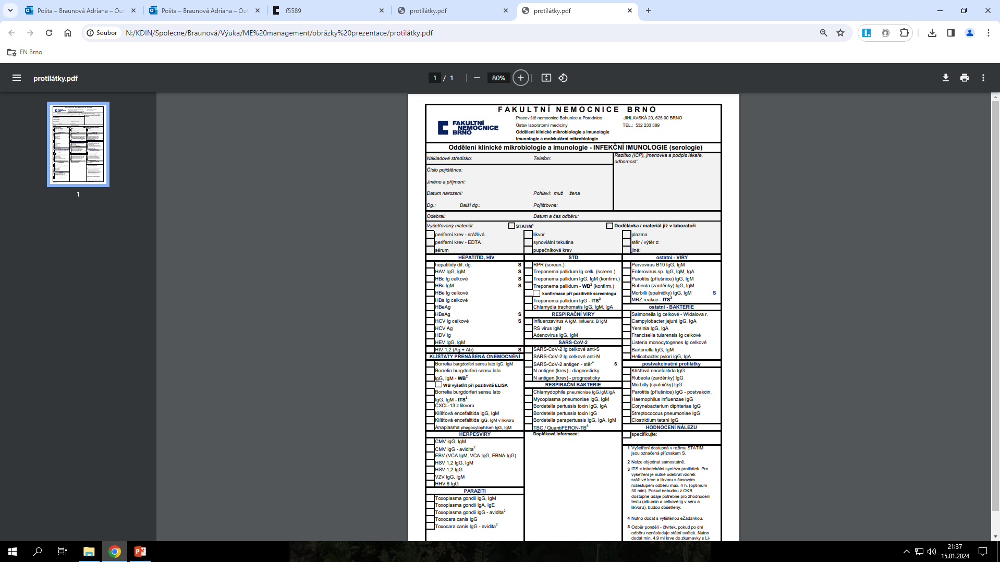 Pošta – Braunová Adriana – Out
Pošta – Braunová Adriana – Out
f5589
protilátky.pdf
protilátky.pdf
Soubor
N:/KDIN/Spolecne/Braunová/Výuka/ME%20management/obrázky%20prezentace/protilátky.pdf
FN Brno
protilátky.pdf
1 / 1
80%
1
FAKULTNÍ NEMOCNICE BRNO
FAKULTNÍ
NEMOCNICE
BRNO
Pracoviště nemocnice Bohunice a Porodnice
JIHLAVSKÁ 20, 625 00 BRNO
Ústav laboratorní medicíny
TEL.: 532 233 389
Oddělení klinické mikrobiologie a imunologie
Imunologie a molekulární mikrobiologie
Oddělení klinické mikrobiologie a imunologie - INFEKČNÍ IMUNOLOGIE (serologie)
Nákladové středisko:
Telefon:
Razítko (IČP), jmenovka a podpis lékaře,
odbornost:
Číslo pojištěnce:
Jméno a příjmení:
Datum narození:
Pohlaví: muž žena
Dg.:
Další dg.:
Pojišťovna:
Odebral:
Datum a čas odběru:
Vyšetřovaný materiál:
STATIM1
Dodělávka / materiál již v laboratoři
periferní krev - srážlivá
likvor
plazma
periferní krev - EDTA
synoviální tekutina
stěr / výtěr z:
sérum
pupečníková krev
jiné:
HEPATITID, HIV
hepatitidy dif. dg. S
HAV IgG, IgM S
HBc Ig celkové S
HBc IgM S
HBe Ig celkové
HBs Ig celkové
HBeAg
HBsAg S
HCV Ig celkové S
HCV Ag
HDV Ig
HEV IgG, IgM
HIV 1,2 (Ag + Ab) S
KLÍŠŤATY PŘENÁŠENÁ ONEMOCNĚNÍ
Borrelia burgdorferi sensu lato IgG, IgM
Borrelia burgdorferi sensu lato
IgG, IgM - WB2
WB vyšetřit při pozitivitě ELISA
Borrelia burgdorferi sensu lato
IgG, IgM - ITS3
CXCL-13 z likvoru
Klíšťová encefalitida IgG, IgM
Klíšťová encefalitida IgG, IgM v likvoru
Anaplasma phagocytophilum IgG, IgM
HERPESVIRY
CMV IgG, IgM
CMV IgG - avidita2
EBV (VCA IgM, VCA IgG, EBNA IgG)
HSV 1,2 IgG, IgM
HSV 1,2 IgG
VZV IgG, IgM
HHV 6 IgG
PARAZITI
Toxoplasma gondii IgG, IgM
Toxoplasma gondii IgA, IgE
Toxoplasma gondii IgG - avidita2
Toxocara canis IgG
Toxocara canis IgG - avidita2
STD
RPR (screen.)
Treponema pallidum Ig celk. (screen.)
Treponema pallidum IgG, IgM (konfirm.)
Treponema pallidum - WB2 (konfirm.)
konfirmace při pozitivitě screeningu
Treponema pallidum IgG - ITS3
Chlamydia trachomatis IgG, IgM, IgA
RESPIRAČNÍ VIRY
Influenzavirus A IgM, influenz. B IgM
RS virus IgM
Adenovirus IgG, IgM
SARS-CoV-2
SARS-CoV-2 Ig celkové anti-S
SARS-CoV-2 Ig celkové anti-N
SARS-CoV-2 antigen - stěr4 S
N antigen (krev) - diagnosticky
N antigen (krev) - prognosticky
RESPIRAČNÍ BAKTERIE
Chlamydophila pneumoniae IgG,IgM,IgA
Mycoplasma pneumoniae IgG, IgM
Bordetella pertussis toxin IgG, IgA
Bordetella pertussis toxin IgG
Bordetella parapertussis IgG, IgA, IgM
TBC / QuantiFERON-TB5
Doplňkové informace:
ostatní - VIRY
Parvovirus B19 IgG, IgM
Enterovirus sp. IgG, IgM, IgA
Parotitis (příušnice) IgG, IgM
Rubeola (zarděnky) IgG, IgM
Morbilli (spalničky) IgG, IgM S
MRZ reakce - ITS3
ostatní - BAKTERIE
Salmonella Ig celkové - Widalova r.
Campylobacter jejuni IgG, IgA
Yersinia IgG, IgA
Francisella tularensis Ig celkové
Listeria monocytogenes Ig celkové
Bartonella IgG, IgM
Helicobacter pylori IgG, IgA
postvakcinační protilátky
Klíšťová encefalitida IgG
Rubeola (zarděnky) IgG
Morbilly (spalničky) IgG
Parotitis (příušnice) IgG - postvakcin.
Haemophilus influenzae IgG
Corynebacterium diphteriae IgG
Streptococcus pneumoniae IgG
Clostridium tetani IgG
HODNOCENÍ NÁLEZU
specifikujte:
1 Vyšetření dostupná v režimu STATIM
jsou označená příznakem S.
2 Nelze objednat samostatně.
3 ITS = intratekální syntéza protilátek. Pro
vyšetření je nutné odebrat vzorek
srážlivé krve a likvoru s časovým
rozestupem odběru max. 4 h. (optimum
30 min). Pokud nebudou z OKB
dostupné údaje potřebné pro zhodnocení
testu (albumin a celkové Ig v séru a
likvoru), budou došetřeny.
4 Nutno dodat s vytištěnou eŽádankou.
5 Odběr pondělí - čtvrtek, pokud po dni
odběru nenásleduje státní svátek. Nutno
dodat min. 4,9 ml krve do zkumavky s Li-
21:37
15.01.2024